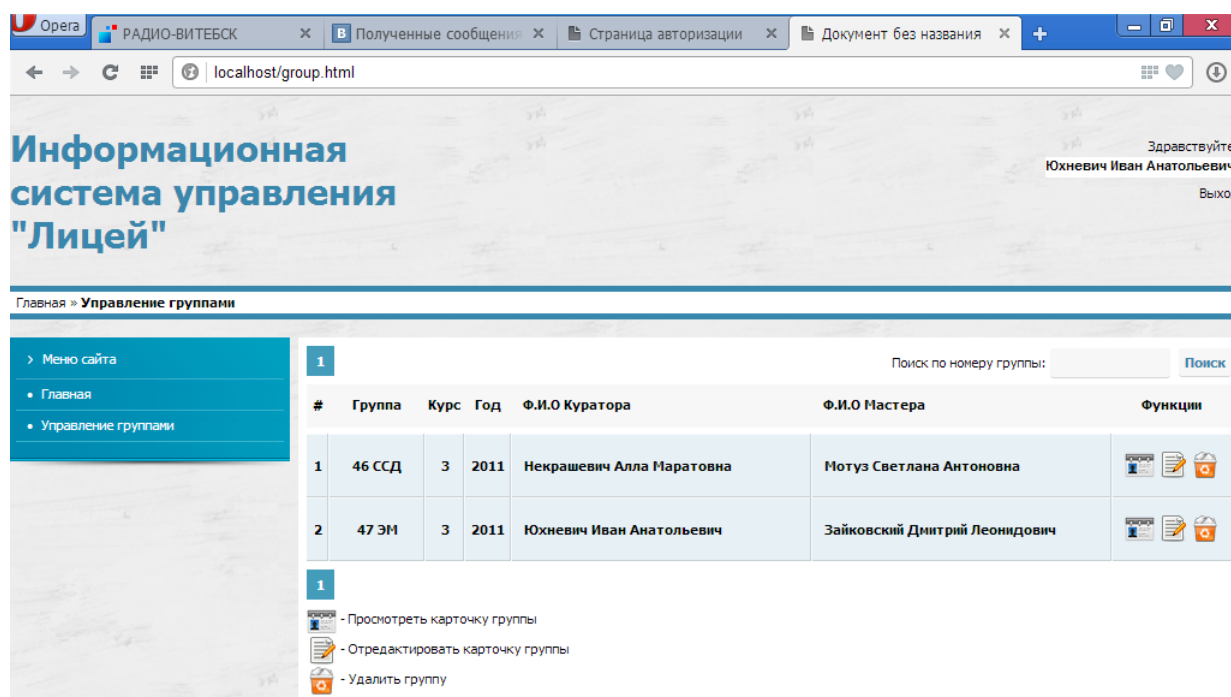 Opera
РАДИО-ВИТЕБСК
В Полученные сообщения
Страница авторизации
Документ без названия
localhost/group.html
Информационная
система управления
"Лицей"
Здравствуйте
Юхневич Иван Анатольевич
Выхо
Главная » Управление группами
Меню сайта
Главная
Управление группами
1
Поиск по номеру группы: Поиск
# Группа Курс Год Ф.И.О Куратора Ф.И.О Мастера Функции
1 46 ССД 3 2011 Некрашевич Алла Маратовна Мотуз Светлана Антоновна
2 47 ЭМ 3 2011 Юхневич Иван Анатольевич Зайковский Дмитрий Леонидович
1
- Просмотреть карточку группы
- Отредактировать карточку группы
- Удалить группу